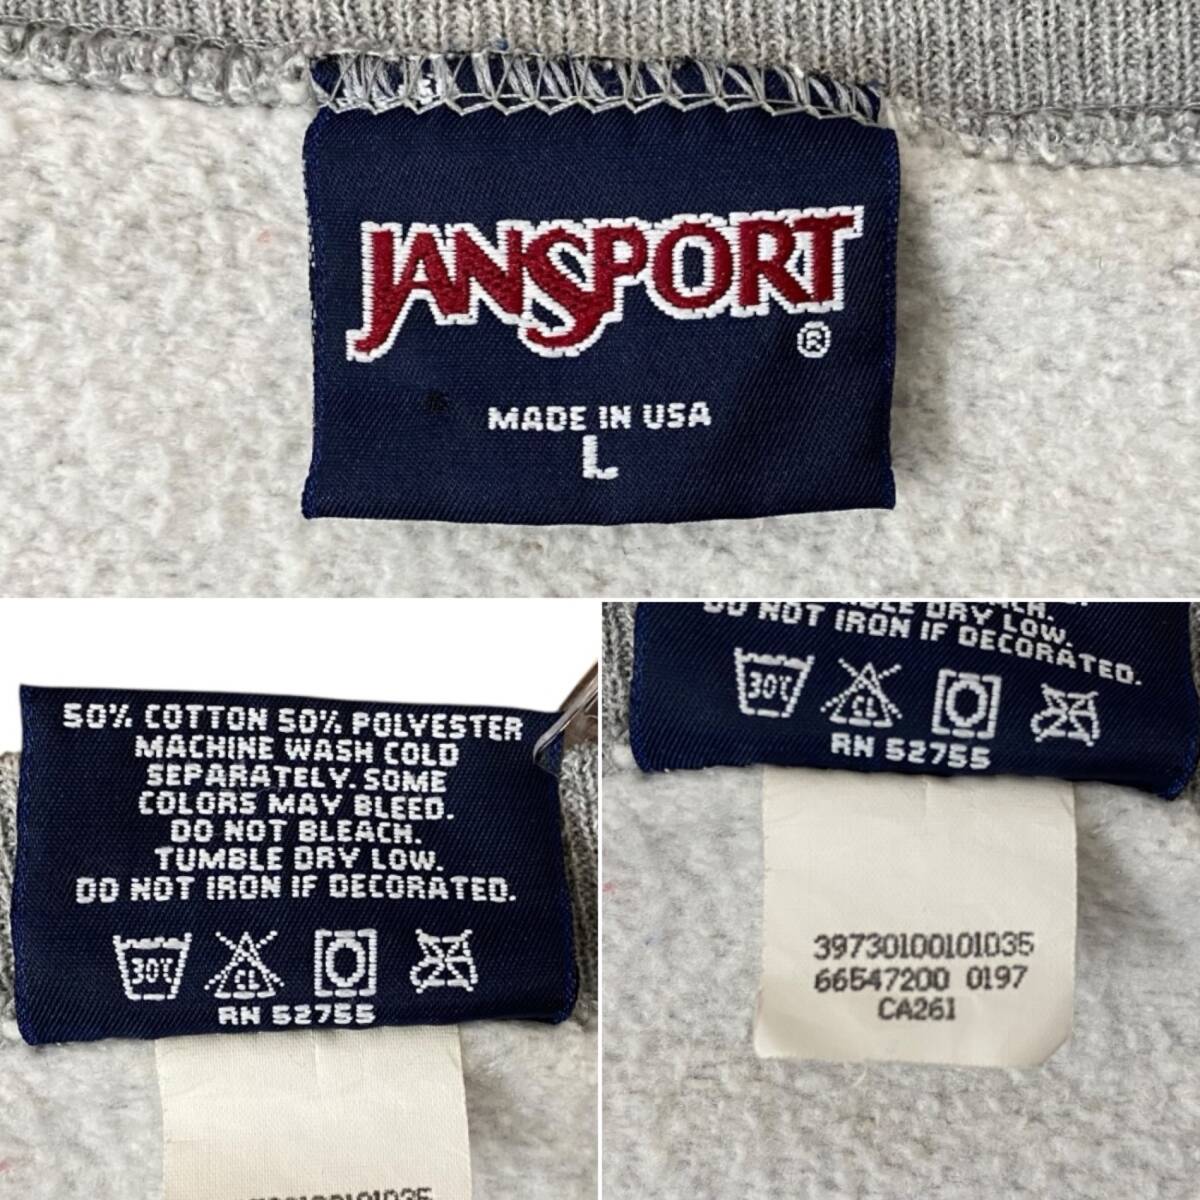 JANSPORT
®
MADE IN USA
L
50% COTTON 50% POLYESTER
MACHINE WASH COLD
SEPARATELY. SOME
COLORS MAY BLEED.
DO NOT BLEACH.
TUMBLE DRY LOW.
DO NOT IRON IF DECORATED.
30°C CL
RN 52755
DRY LOW.
DO NOT IRON IF DECORATED.
30°C CL
RN 52755
39730100101035
66547200 0197
CA261